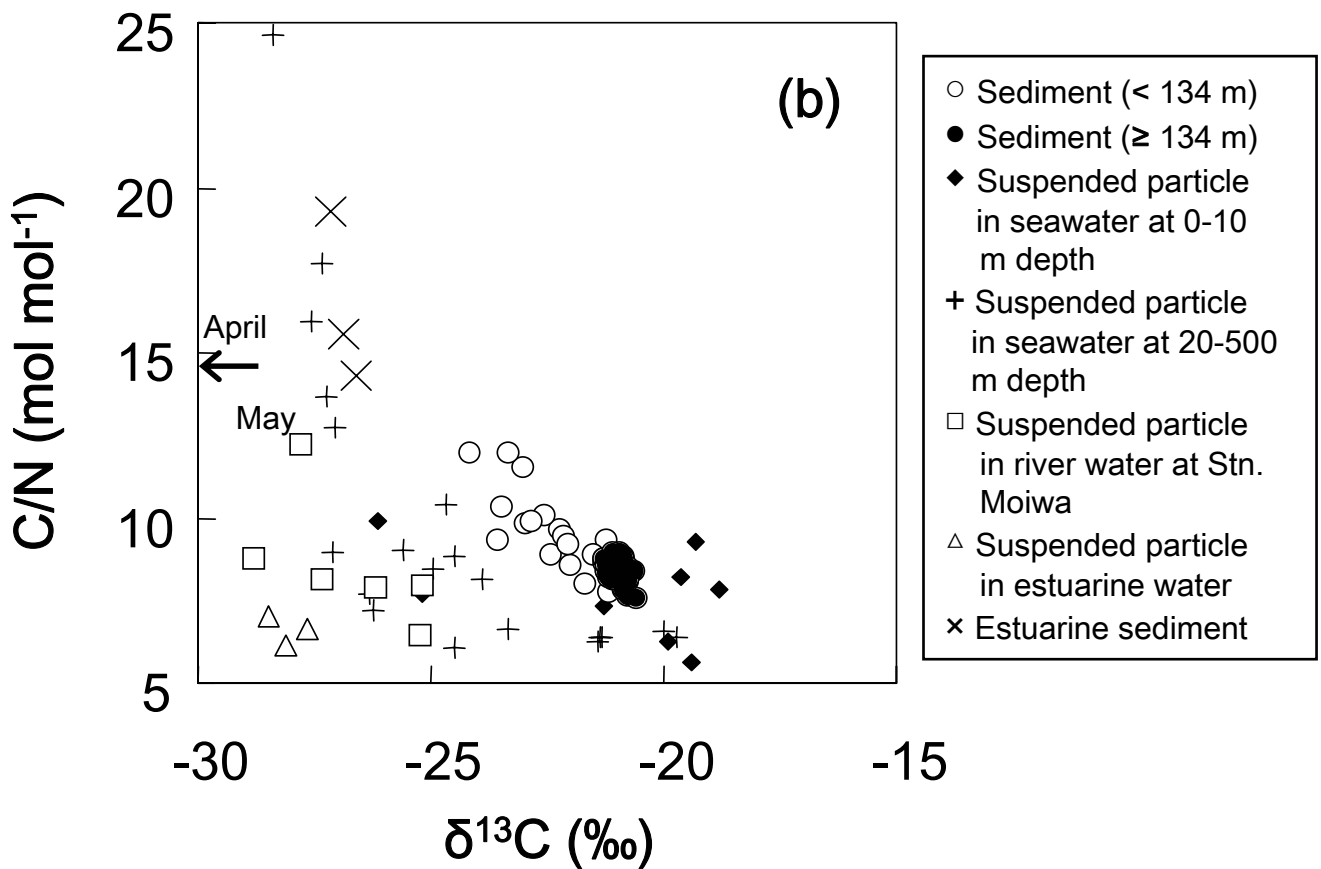 25
20
15
10
5
C/N (mol mol-1)
(b)
April
May
-30
-25
-20
-15
δ13C (‰)
Sediment (< 134 m)
Sediment (≥ 134 m)
Suspended particle
in seawater at 0-10
m depth
Suspended particle
in seawater at 20-500
m depth
Suspended particle
in river water at Stn.
Moiwa
Suspended particle
in estuarine water
Estuarine sediment